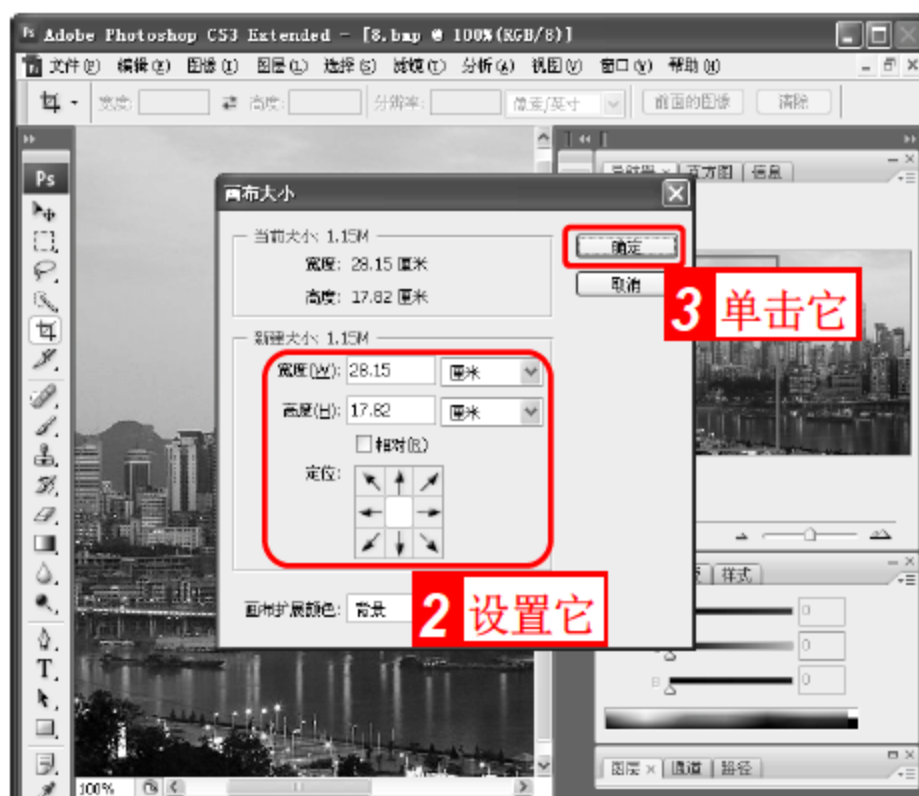 Adobe Photoshop CS3 Extended - [8.bmp @ 100%(RGB/8)]
文件(F) 编辑(E) 图像(I) 图层(L) 选择(S) 滤镜(T) 分析(A) 视图(V) 窗口(W) 帮助(H)
宽度: 高度: 分辨率: 像素/英寸 前面的图像 清除
Ps
直方图 信息
画布大小
当前大小: 1.15M
宽度: 28.15 厘米
高度: 17.82 厘米
确定
取消
3 单击它
新建大小: 1.15M
宽度(W): 28.15 厘米
高度(H): 17.82 厘米
相对(R)
定位:
画布扩展颜色: 背景
2 设置它
样式
0
0
B 0
图层 × 通道 路径
100%